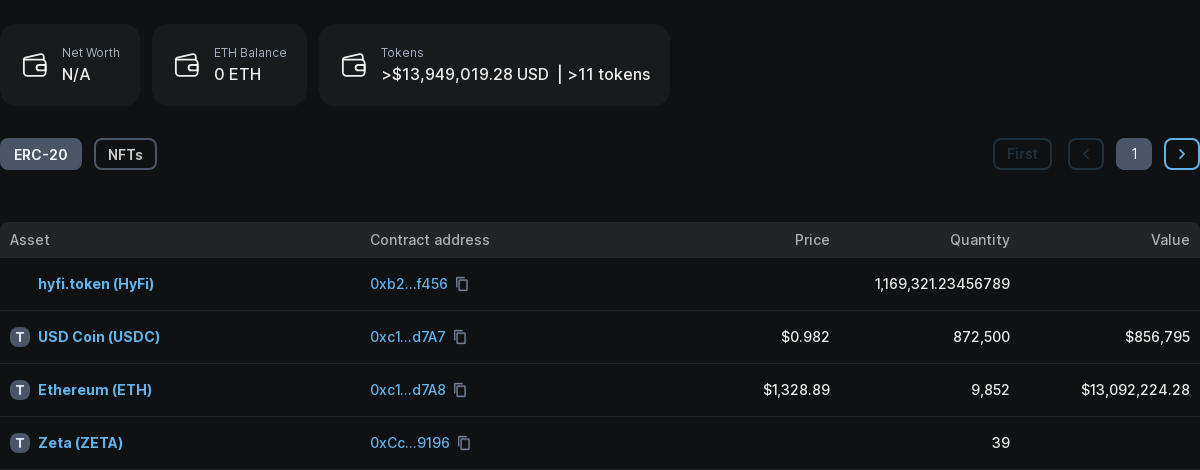 Net Worth
N/A
ETH Balance
0 ETH
Tokens
>$13,949,019.28 USD | >11 tokens
ERC-20 NFTs First 1
Asset Contract address Price Quantity Value
hyfi.token (HyFi) 0xb2...f456 1,169,321.23456789
T USD Coin (USDC) 0xc1...d7A7 $0.982 872,500 $856,795
T Ethereum (ETH) 0xc1...d7A8 $1,328.89 9,852 $13,092,224.28
T Zeta (ZETA) 0xCc...9196 39